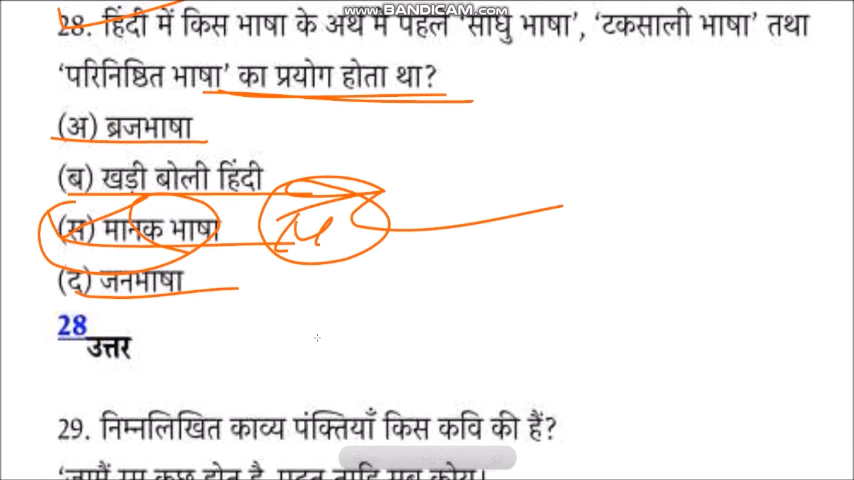 www.BANDICAM.com
28. हिंदी में किस भाषा के अर्थ में पहले 'साधु भाषा', 'टकसाली भाषा' तथा
'परिनिष्ठित भाषा' का प्रयोग होता था?
(अ) ब्रजभाषा
(ब) खड़ी बोली हिंदी
(स) मानक भाषा
(द) जनभाषा
28
उत्तर
29. निम्नलिखित काव्य पंक्तियाँ किस कवि की हैं?